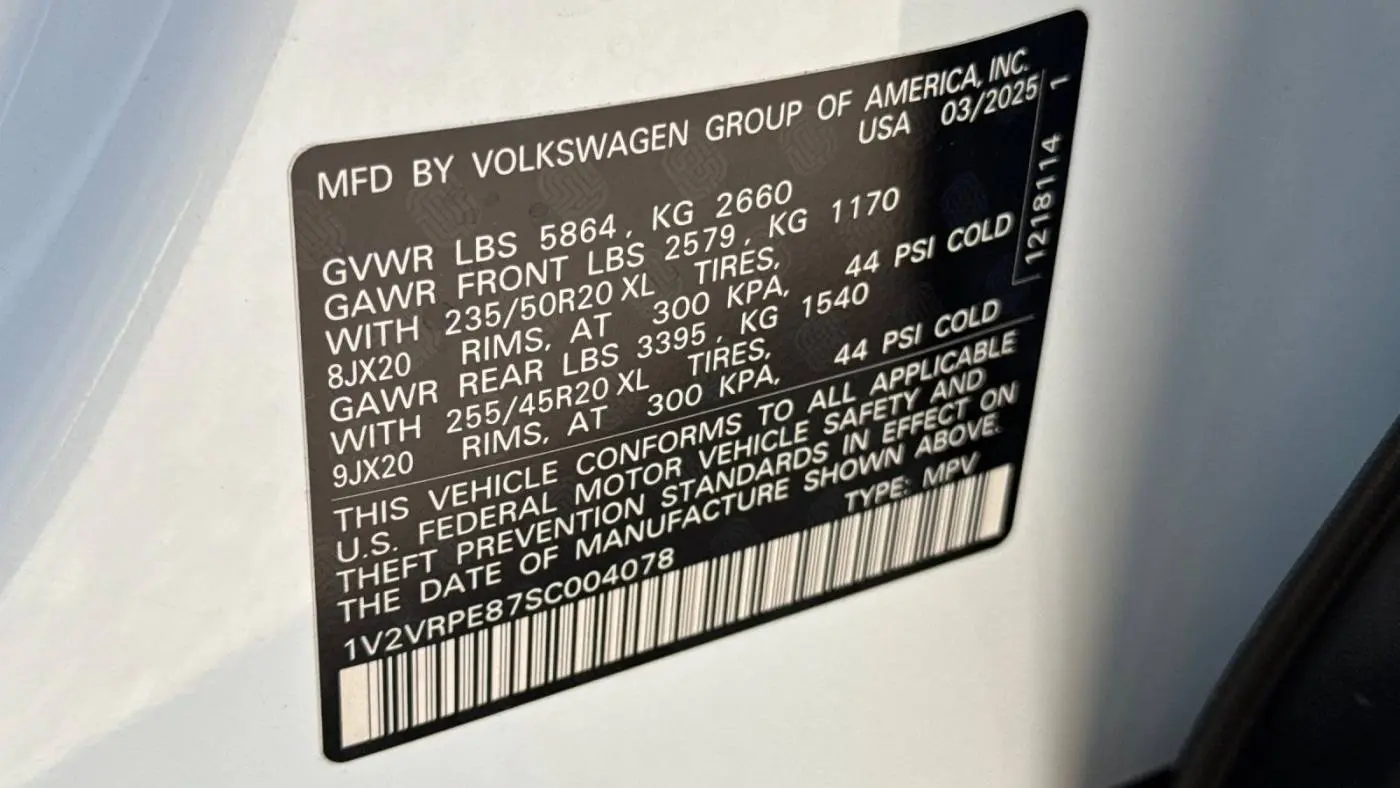 MFD BY VOLKSWAGEN GROUP OF AMERICA, INC.
USA 03/2025
GVWR LBS 5864, KG 2660
GAWR FRONT LBS 2579, KG 1170
WITH 235/50R20 XL TIRES,
8JX20 RIMS, AT 300 KPA, 44 PSI COLD
GAWR REAR LBS 3395, KG 1540
WITH 255/45R20 XL TIRES,
9JX20 RIMS, AT 300 KPA, 44 PSI COLD
THIS VEHICLE CONFORMS TO ALL APPLICABLE
U.S. FEDERAL MOTOR VEHICLE SAFETY AND
THEFT PREVENTION STANDARDS IN EFFECT ON
THE DATE OF MANUFACTURE SHOWN ABOVE.
1V2VRPE87SC004078 TYPE: MPV
1218114 1